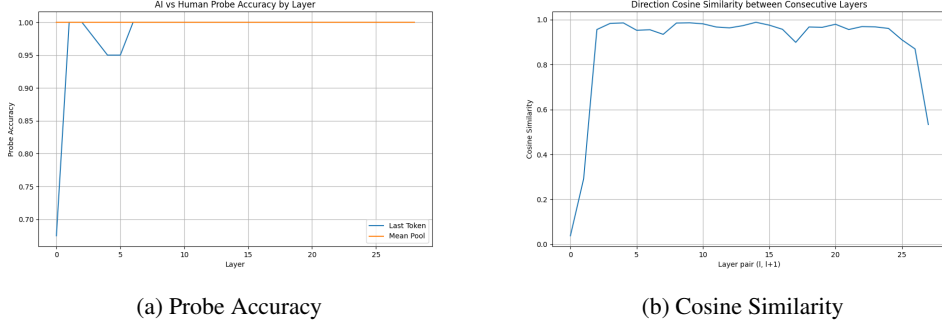 AI vs Human Probe Accuracy by Layer
1.00
0.95
0.90
0.85
0.80
0.75
0.70
Probe Accuracy
0
5
10
15
20
25
Layer
Last Token
Mean Pool
(a) Probe Accuracy
Direction Cosine Similarity between Consecutive Layers
1.0
0.8
0.6
0.4
0.2
0.0
Cosine Similarity
0
5
10
15
20
25
Layer pair (l, l+1)
(b) Cosine Similarity